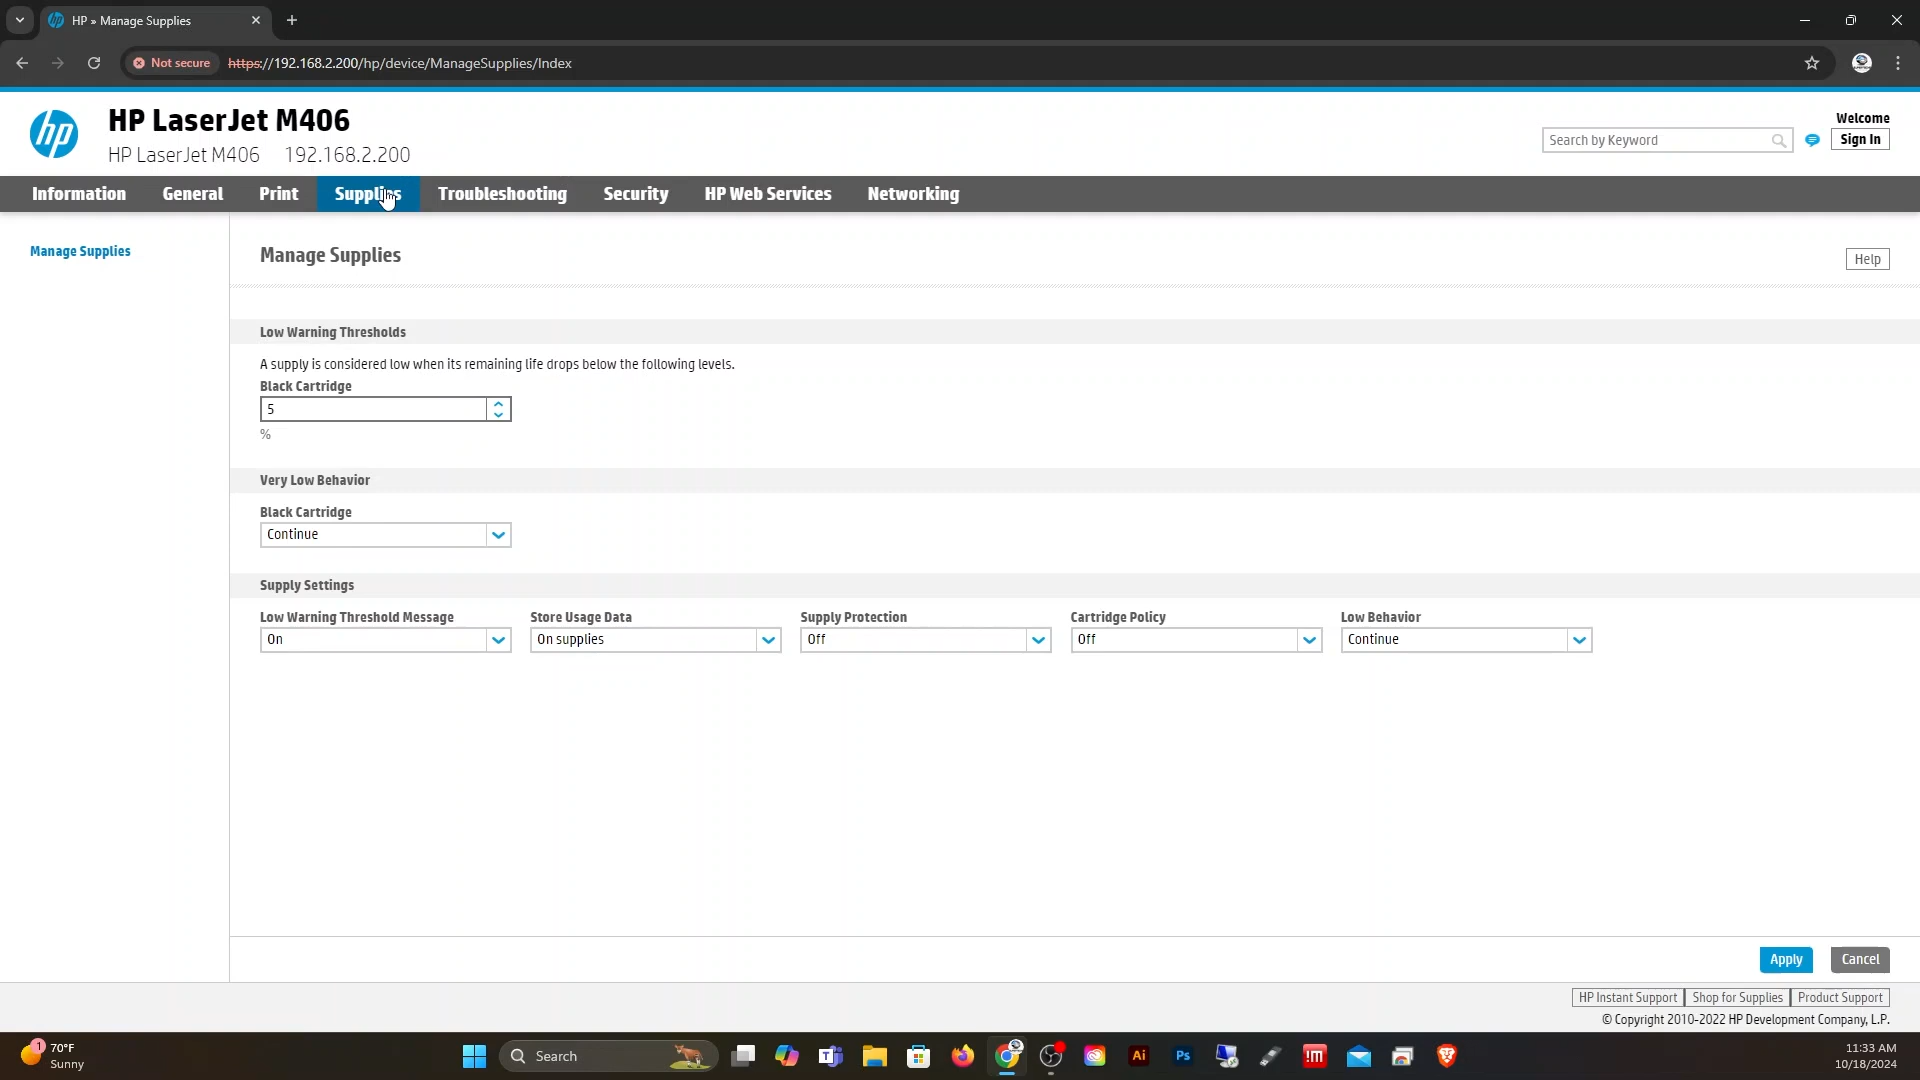 HP » Manage Supplies
Not secure
https://192.168.2.200/hp/device/ManageSupplies/Index
hp
HP LaserJet M406
HP LaserJet M406 192.168.2.200
Welcome
Search by Keyword
Sign In
Information General Print Supplies Troubleshooting Security HP Web Services Networking
Manage Supplies
Manage Supplies
Help
Low Warning Thresholds
A supply is considered low when its remaining life drops below the following levels.
Black Cartridge
5
%
Very Low Behavior
Black Cartridge
Continue
Supply Settings
Low Warning Threshold Message Store Usage Data Supply Protection Cartridge Policy Low Behavior
On On supplies Off Off Continue
Apply Cancel
HP Instant Support Shop for Supplies Product Support
© Copyright 2010-2022 HP Development Company, L.P.
1
70°F
Sunny
Search
T
Ai
Ps
!M
11:33 AM
10/18/2024